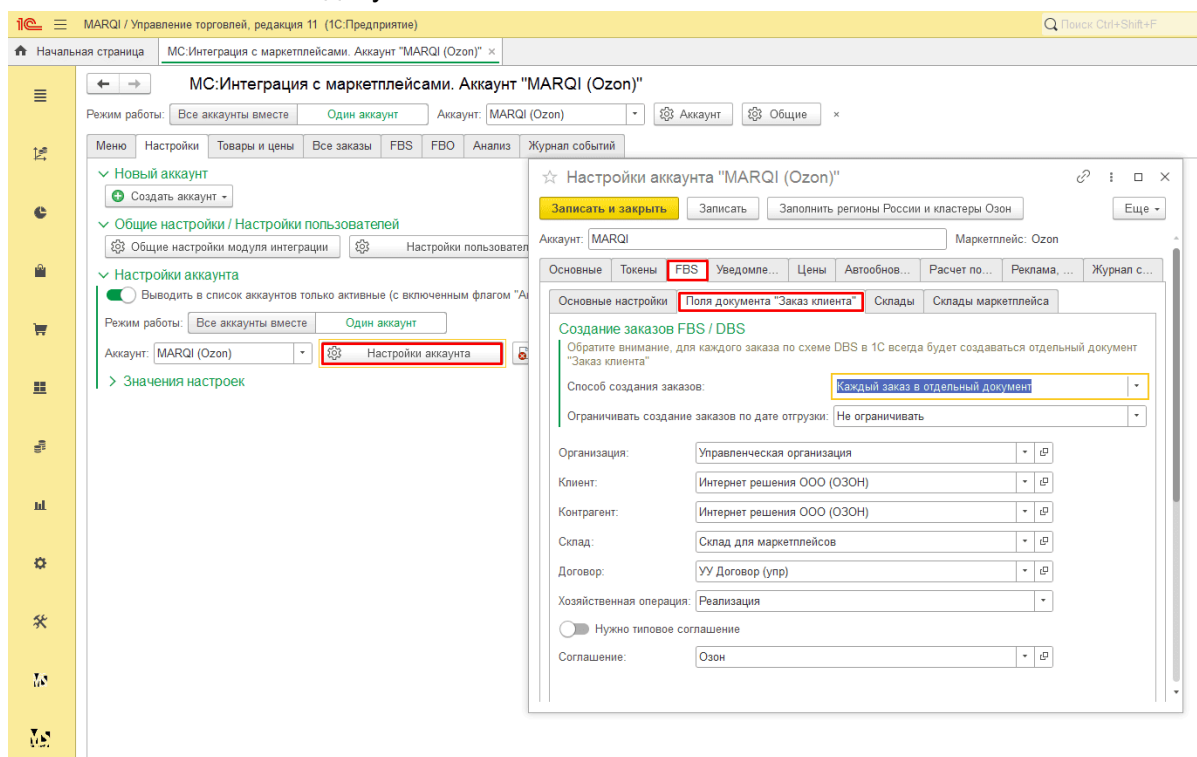 1С MARQI / Управление торговлей, редакция 11 (1С:Предприятие) Поиск Ctrl+Shift+F
Начальная страница МС:Интеграция с маркетплейсами. Аккаунт "MARQI (Ozon)" ×
МС:Интеграция с маркетплейсами. Аккаунт "MARQI (Ozon)"
Режим работы: Все аккаунты вместе Один аккаунт Аккаунт: MARQI (Ozon) Аккаунт Общие ×
Меню Настройки Товары и цены Все заказы FBS FBO Анализ Журнал событий
Новый аккаунт
Создать аккаунт
Общие настройки / Настройки пользователей
Общие настройки модуля интеграции Настройки пользовател
Настройки аккаунта
Выводить в список аккаунтов только активные (с включенным флагом "А
Режим работы: Все аккаунты вместе Один аккаунт
Аккаунт: MARQI (Ozon) Настройки аккаунта
Значения настроек
Настройки аккаунта "MARQI (Ozon)"
Записать и закрыть Записать Заполнить регионы России и кластеры Озон Еще
Аккаунт: MARQI Маркетплейс: Ozon
Основные Токены FBS Уведомле... Цены Автообнов... Расчет по... Реклама, ... Журнал с...
Основные настройки Поля документа "Заказ клиента" Склады Склады маркетплейса
Создание заказов FBS / DBS
Обратите внимание, для каждого заказа по схеме DBS в 1С всегда будет создаваться отдельный документ
"Заказ клиента"
Способ создания заказов: Каждый заказ в отдельный документ
Ограничивать создание заказов по дате отгрузки: Не ограничивать
Организация: Управленческая организация
Клиент: Интернет решения ООО (ОЗОН)
Контрагент: Интернет решения ООО (ОЗОН)
Склад: Склад для маркетплейсов
Договор: УУ Договор (упр)
Хозяйственная операция: Реализация
Нужно типовое соглашение
Соглашение: Озон